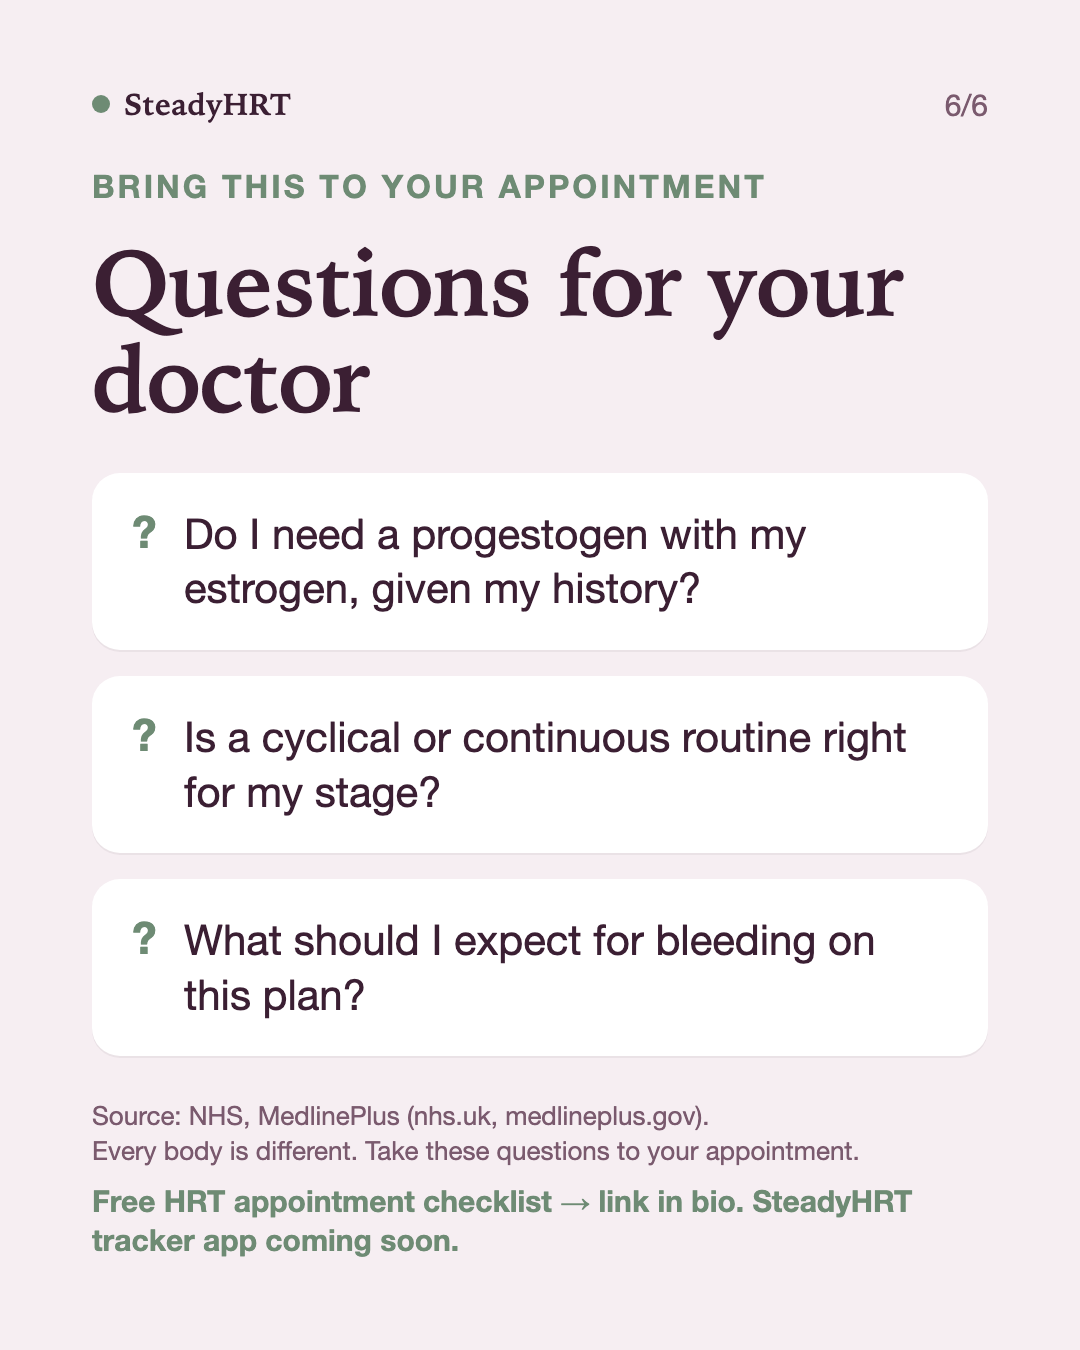 SteadyHRT
6/6
BRING THIS TO YOUR APPOINTMENT
Questions for your
doctor
? Do I need a progestogen with my
estrogen, given my history?
? Is a cyclical or continuous routine right
for my stage?
? What should I expect for bleeding on
this plan?
Source: NHS, MedlinePlus (nhs.uk, medlineplus.gov).
Every body is different. Take these questions to your appointment.
Free HRT appointment checklist → link in bio. SteadyHRT
tracker app coming soon.